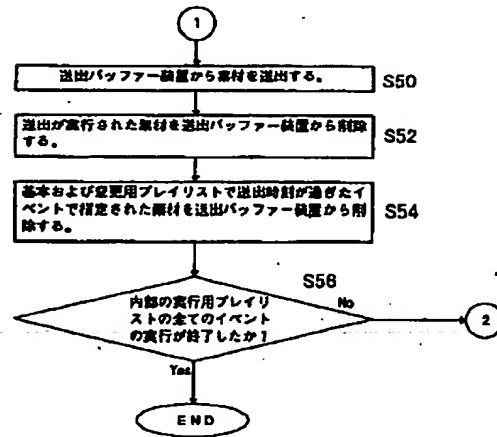 1
送出バッファー装置から素材を送出する。
S50
送出が実行された素材を送出バッファー装置から削除
する。
S52
基本および変更用プレイリストで送出時刻が過ぎたイ
ベントで指定された素材を送出バッファー装置から削
除する。
S54
S56
内部の実行用プレイリ
ストの全てのイベント
の実行が終了したか？
No
2
Yes
END